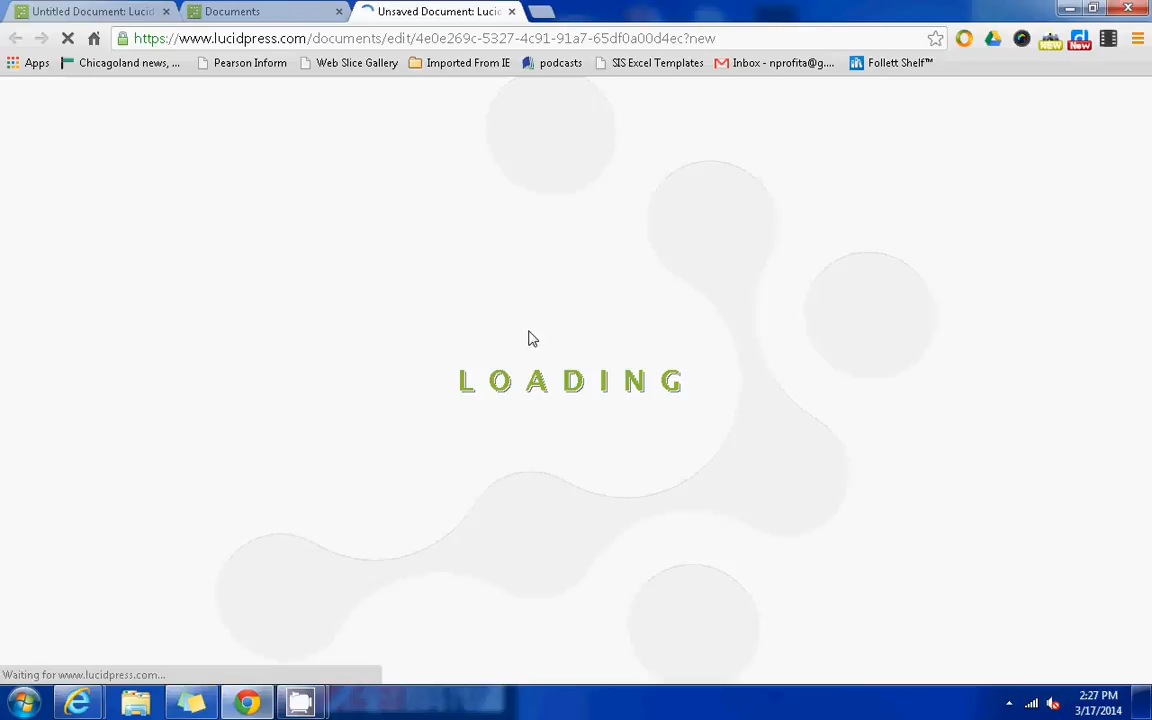 Untitled Document: Lucid
Documents
Unsaved Document: Lucid
https://www.lucidpress.com/documents/edit/4e0e269c-5327-4c91-91a7-65df0a00d4ec?new
Apps
Chicagoland news, ...
Pearson Inform
Web Slice Gallery
Imported From IE
podcasts
SIS Excel Templates
Inbox - nprofita@g....
Follett Shelf™
NEW
New
LOADING
Waiting for www.lucidpress.com...
2:27 PM
3/17/2014